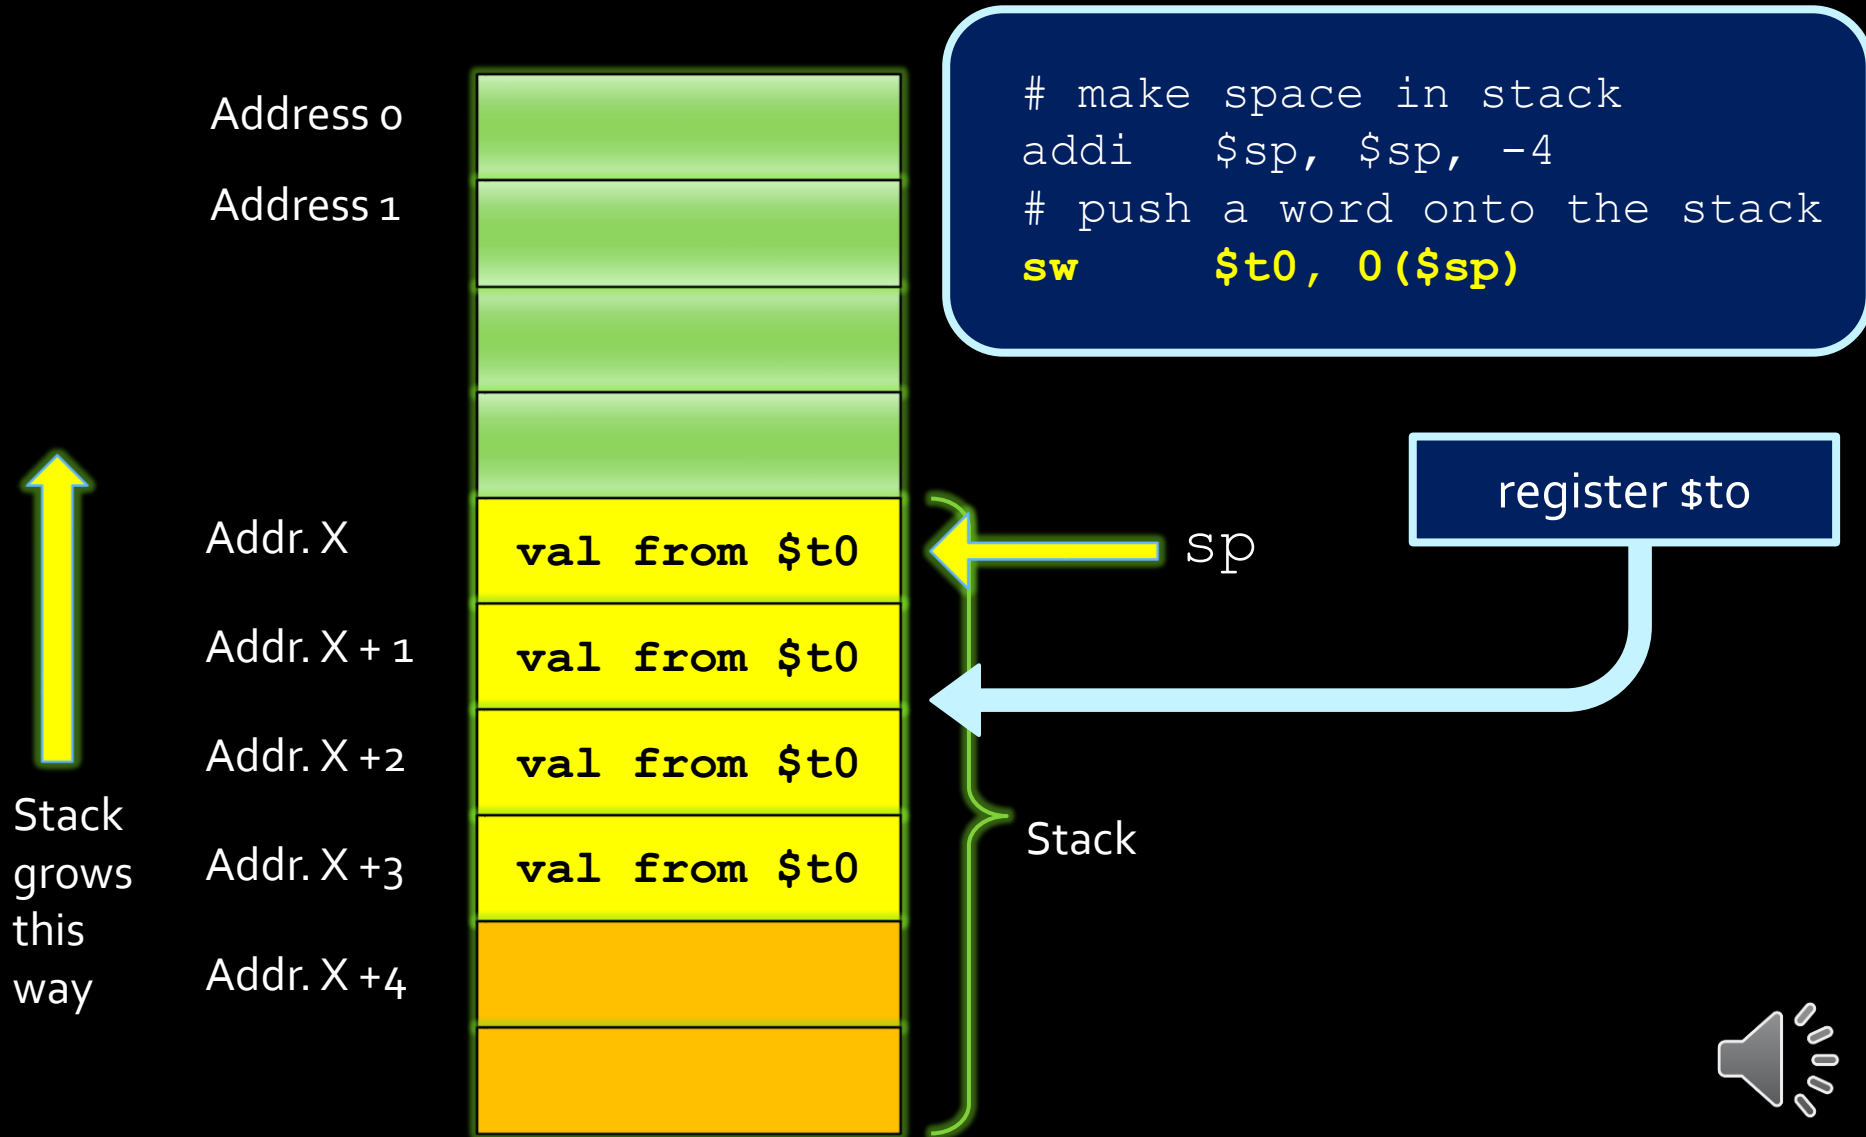 Address 0
Address 1
# make space in stack
addi $sp, $sp, -4
# push a word onto the stack
sw $t0, 0($sp)
register $t0
Addr. X
val from $t0
sp
Addr. X + 1
val from $t0
Addr. X +2
val from $t0
Addr. X +3
val from $t0
Addr. X +4
Stack
grows
this
way
Stack